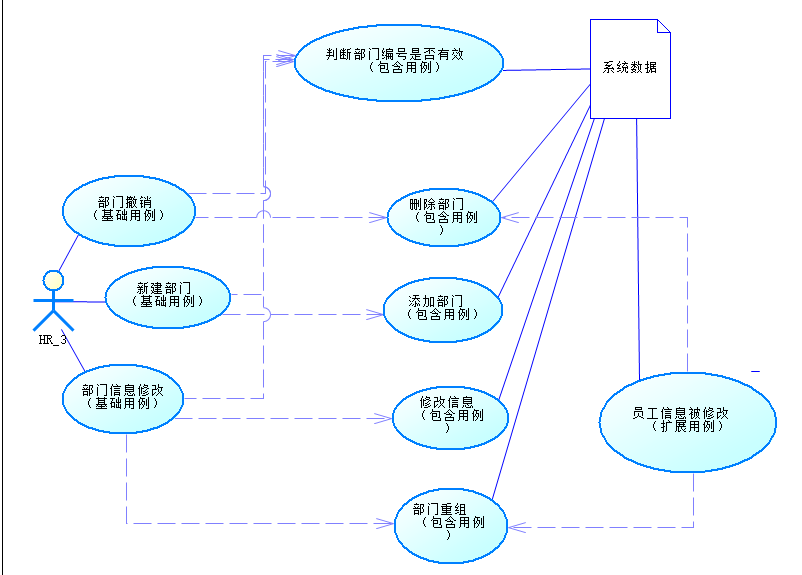 判断部门编号是否有效
（包含用例）
系统数据
部门撤销
（基础用例）
删除部门
（包含用例
）
新建部门
（基础用例）
添加部门
（包含用例）
HR_3
部门信息修改
（基础用例）
修改信息
（包含用例
）
员工信息被修改
（扩展用例）
部门重组
（包含用例
）